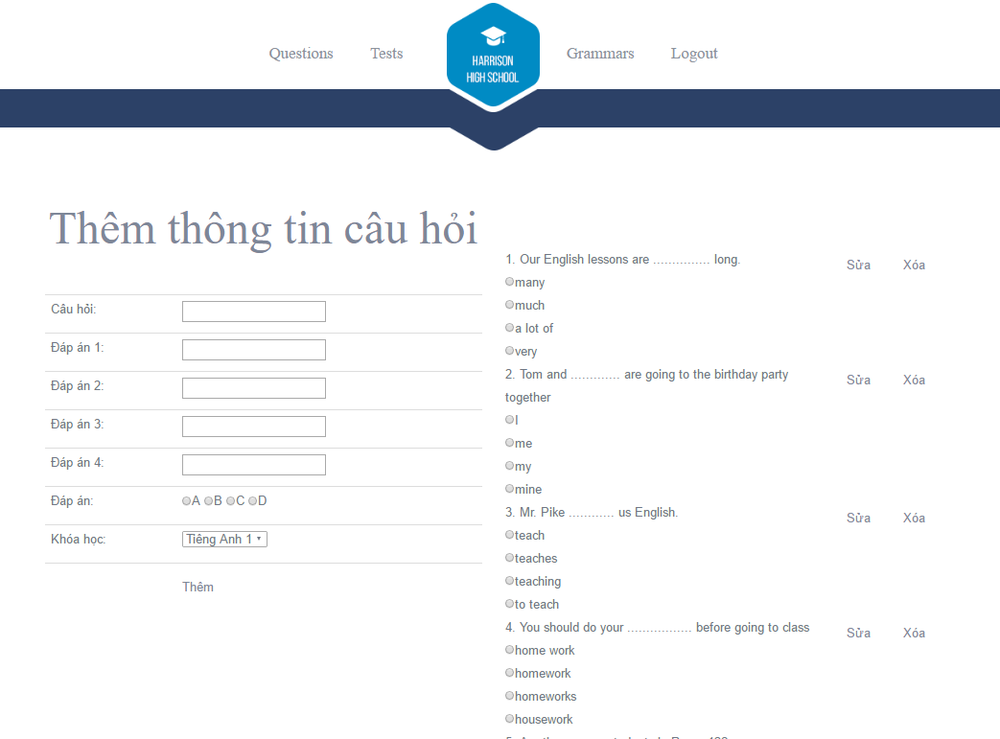 Questions
Tests
HARRISON
HIGH SCHOOL
Grammars
Logout
Thêm thông tin câu hỏi
Câu hỏi:
Đáp án 1:
Đáp án 2:
Đáp án 3:
Đáp án 4:
Đáp án:
A B C D
Khóa học:
Tiếng Anh 1
Thêm
1. Our English lessons are ............... long.
Sửa
Xóa
many
much
a lot of
very
2. Tom and ............. are going to the birthday party
together
Sửa
Xóa
I
me
my
mine
3. Mr. Pike ............ us English.
Sửa
Xóa
teach
teaches
teaching
to teach
4. You should do your ................. before going to class
Sửa
Xóa
home work
homework
homeworks
housework